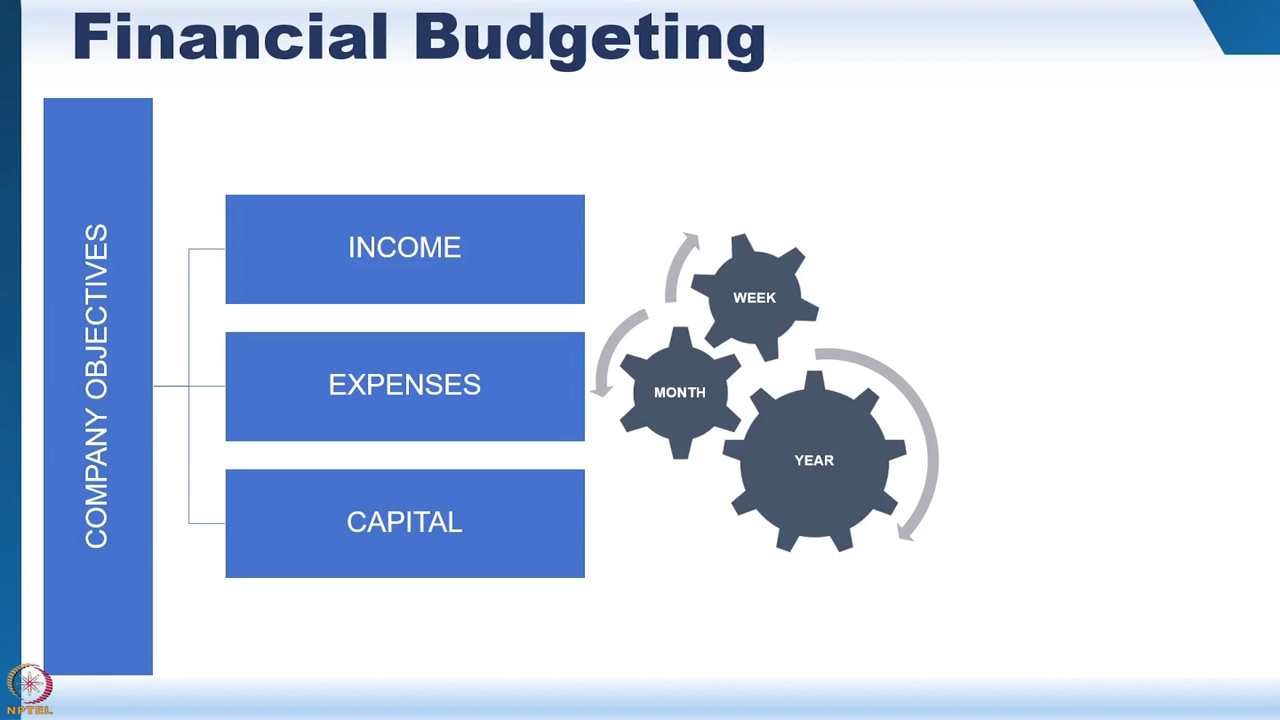 Financial Budgeting
COMPANY OBJECTIVES
INCOME
EXPENSES
CAPITAL
WEEK
MONTH
YEAR
NPTEL